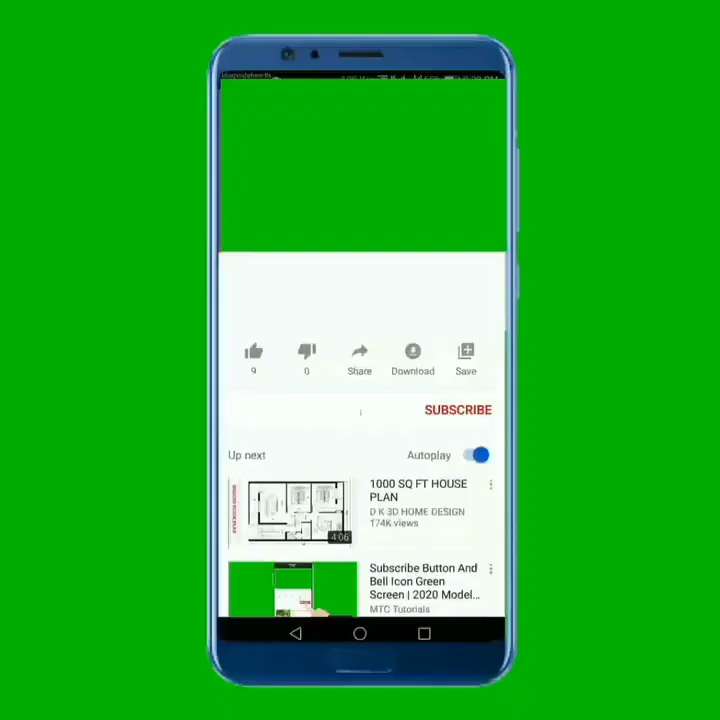 9
0
Share
Download
Save
SUBSCRIBE
Up next
Autoplay
1000 SQ FT HOUSE
PLAN
D K 3D HOME DESIGN
174K views
4:06
Subscribe Button And
Bell Icon Green
Screen | 2020 Model...
MTC Tutorials